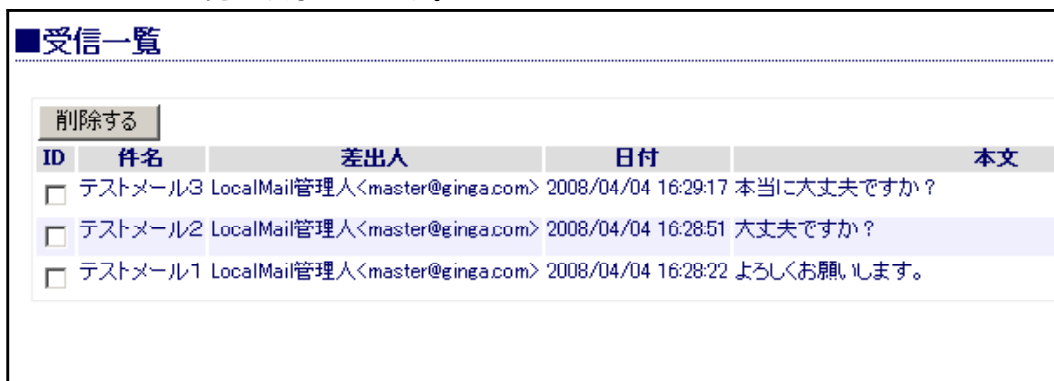 ■受信一覧
削除する
ID 件名 差出人 日付 本文
テストメール3 LocalMail管理人<master@ginga.com> 2008/04/04 16:29:17 本当に大丈夫ですか？
テストメール2 LocalMail管理人<master@ginga.com> 2008/04/04 16:28:51 大丈夫ですか？
テストメール1 LocalMail管理人<master@ginga.com> 2008/04/04 16:28:22 よろしくお願いします。